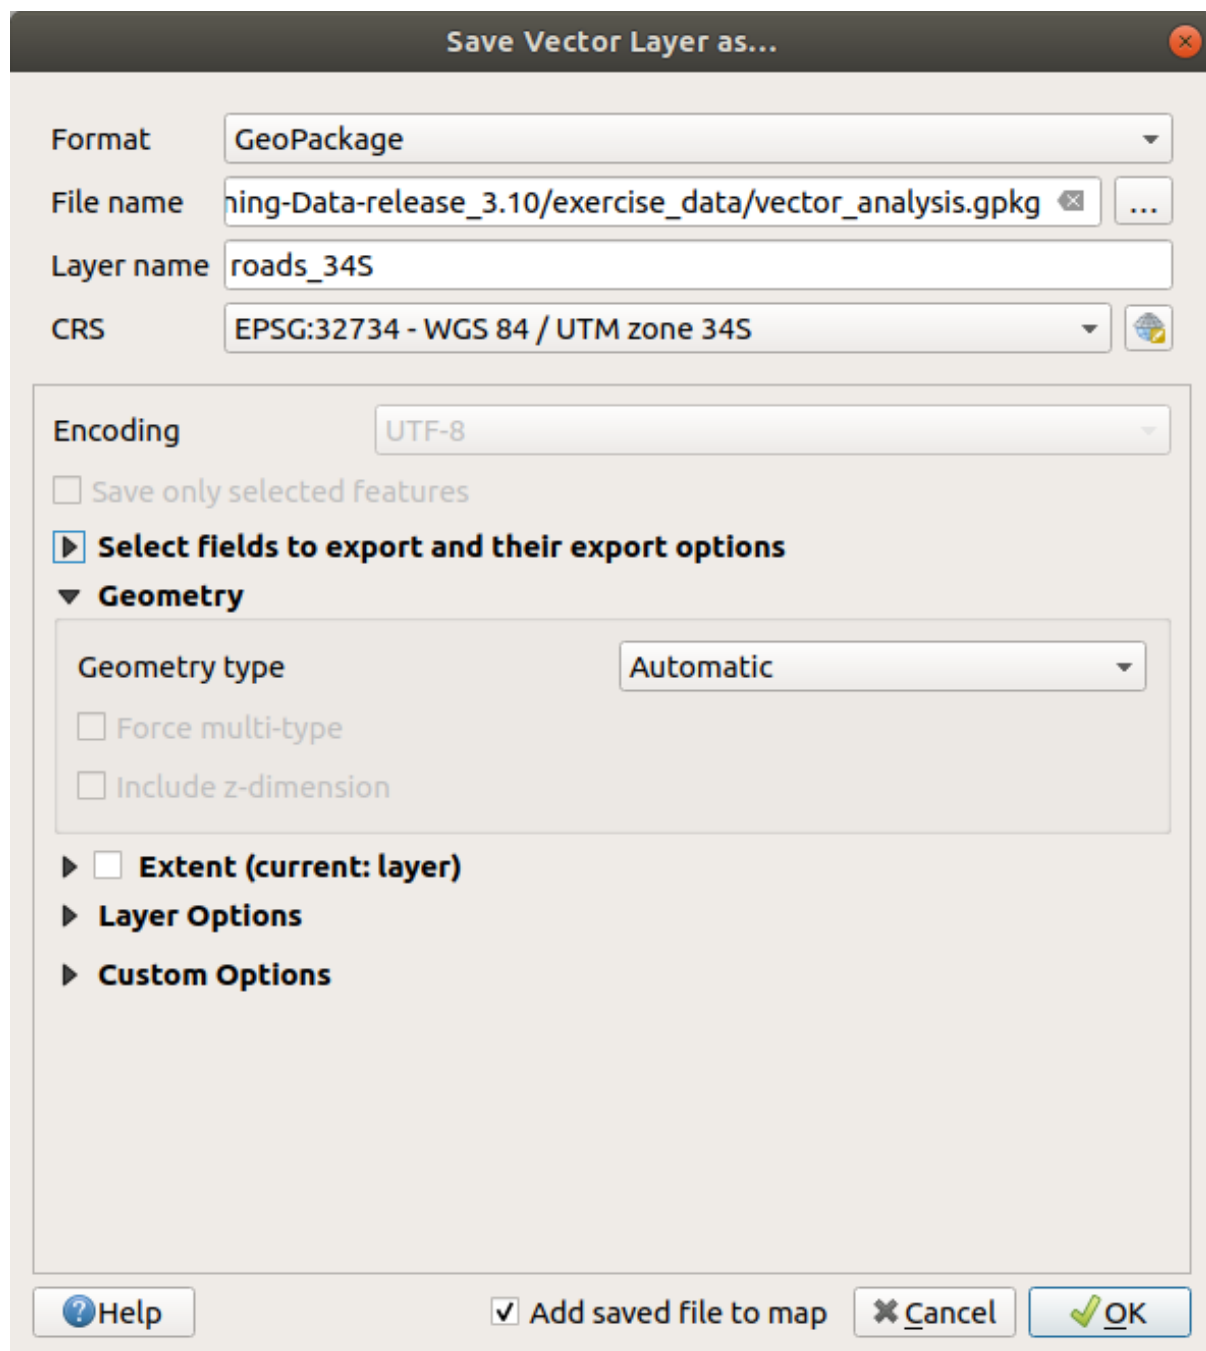 Save Vector Layer as...
Format GeoPackage
File name ning-Data-release_3.10/exercise_data/vector_analysis.gpkg ...
Layer name roads_34S
CRS EPSG:32734 - WGS 84 / UTM zone 34S
Encoding UTF-8
Save only selected features
Select fields to export and their export options
Geometry
Geometry type Automatic
Force multi-type
Include z-dimension
Extent (current: layer)
Layer Options
Custom Options
Help Add saved file to map Cancel OK